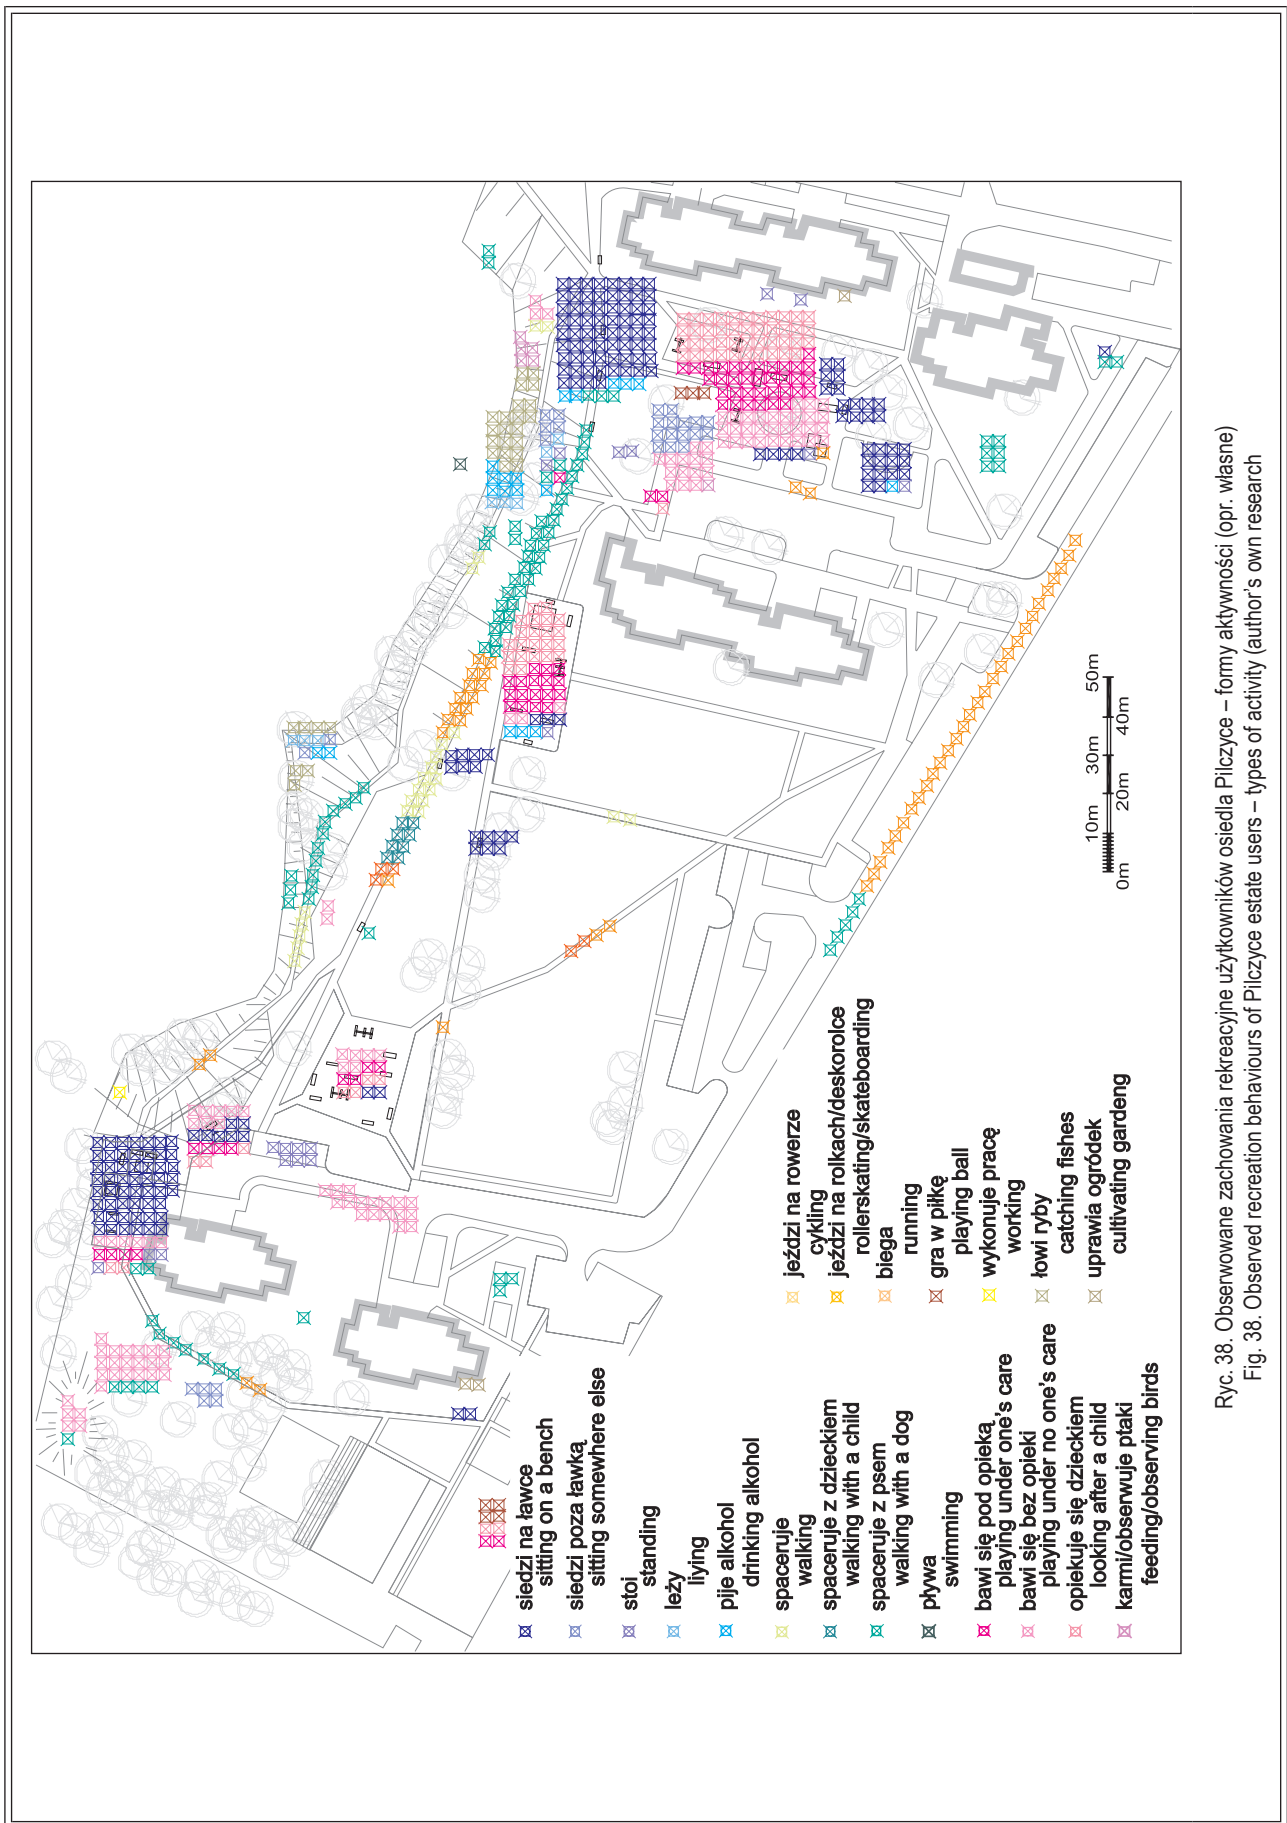 siedzi na ławce
sitting on a bench
siedzi poza ławką
sitting somewhere else
stoi
standing
leży
liying
pije alkohol
drinking alkohol
spaceruje
walking
spaceruje z dzieckiem
walking with a child
spaceruje z psem
walking with a dog
pływa
swimming
bawi się pod opieką
playing under one's care
bawi się bez opieki
playing under no one's care
opiekuje się dzieckiem
looking after a child
karmi/obserwuje ptaki
feeding/observing birds
jeździ na rowerze
cykling
jeździ na rolkach/deskorolce
rollerskating/skateboarding
biega
running
gra w piłkę
playing ball
wykonuje pracę
working
łowi ryby
catching fishes
uprawia ogródek
cultivating gardeng
0m 10m 20m 30m 40m 50m
Ryc. 38. Obserwowane zachowania rekreacyjne użytkowników osiedla Pilczyce – formy aktywności (opr. własne)
Fig. 38. Observed recreation behaviours of Pilczyce estate users – types of activity (author's own research